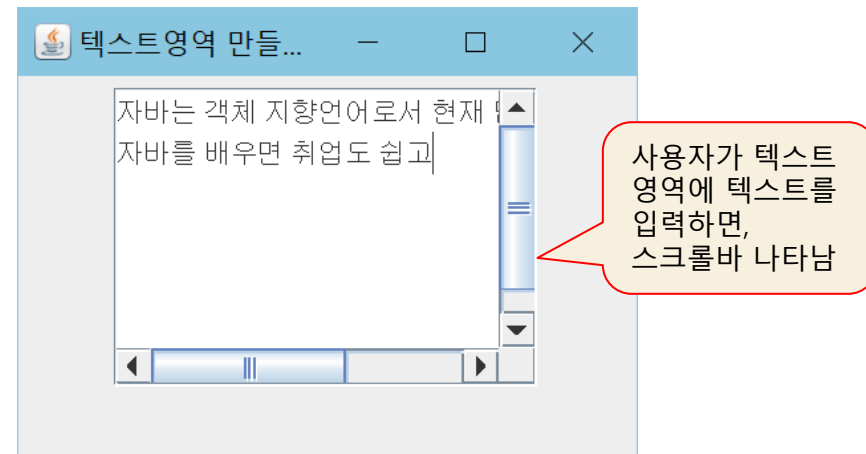 텍스트영역 만들...
자바는 객체 지향언어로서 현재
자바를 배우면 취업도 쉽고
사용자가 텍스트
영역에 텍스트를
입력하면,
스크롤바 나타남